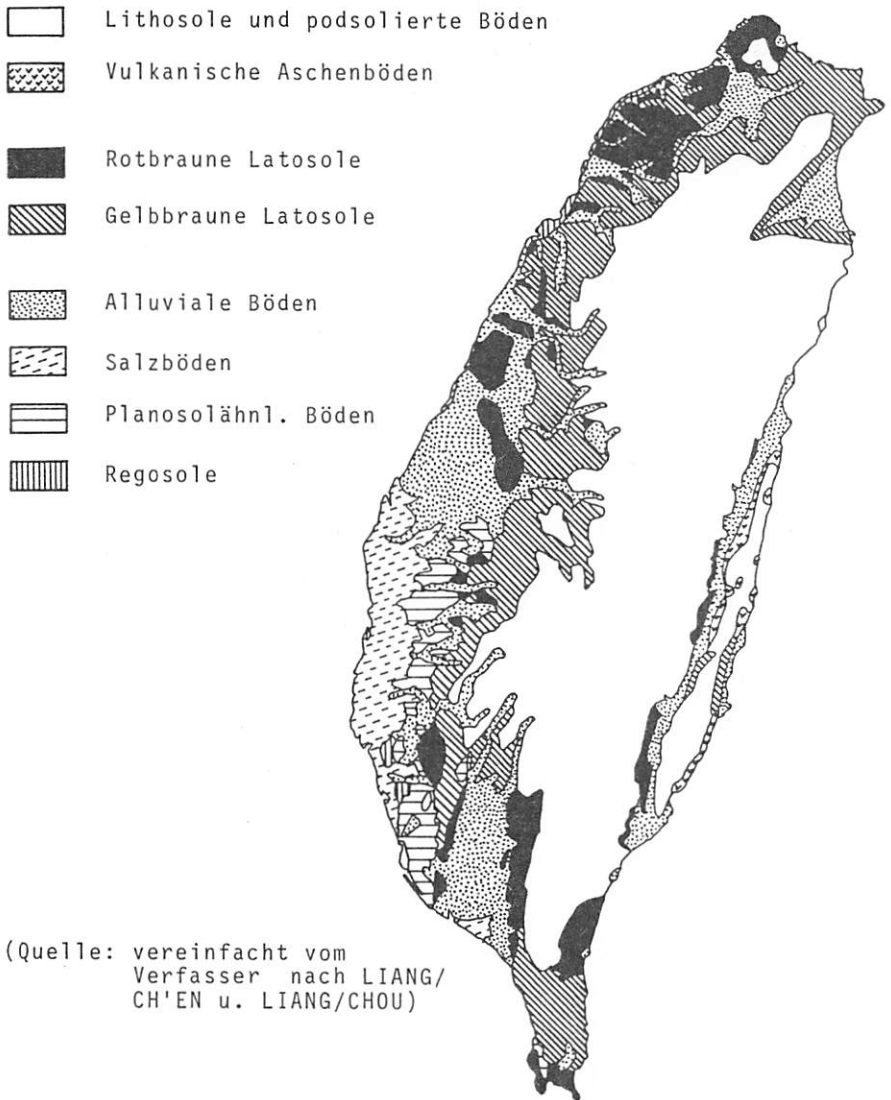 Lithosole und podsolierte Böden
Vulkanische Aschenböden
Rotbraune Latosole
Gelbbraune Latosole
Alluviale Böden
Salzböden
Planosolähnl. Böden
Regosole
(Quelle: vereinfacht vom
Verfasser nach LIANG/
CH'EN u. LIANG/CHOU)